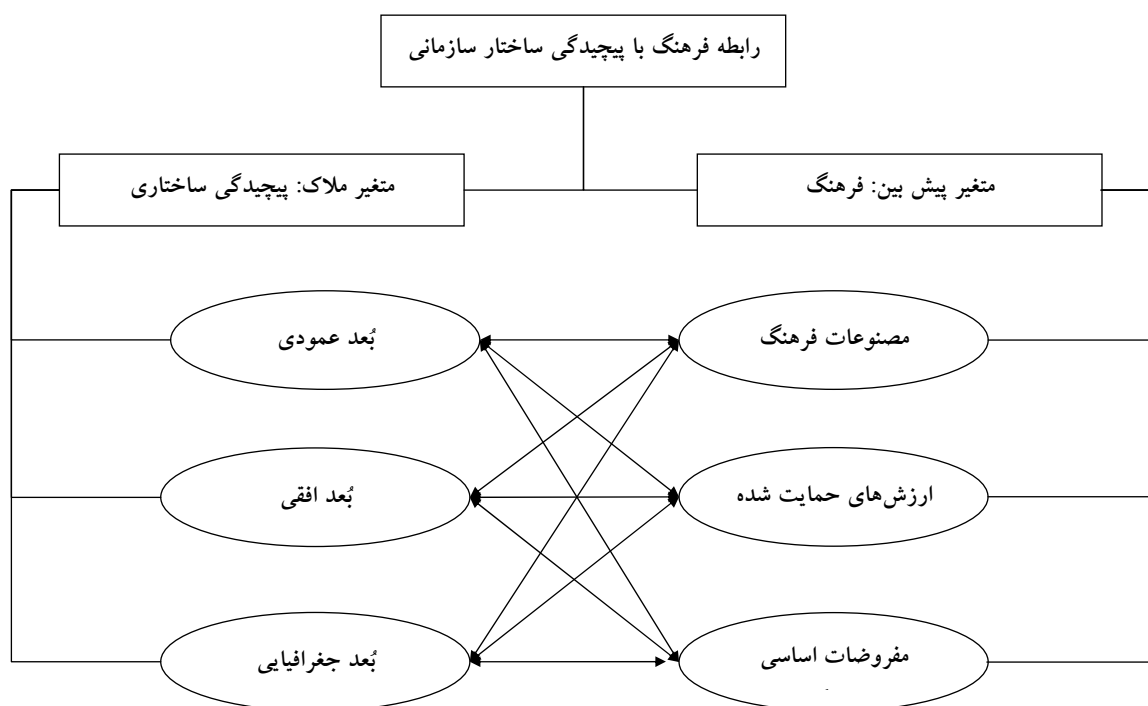 رابطه فرهنگ با پیچیدگی ساختار سازمانی
متغیر پیش بین: فرهنگ
متغیر ملاک: پیچیدگی ساختاری
مصنوعات فرهنگ
بُعد عمودی
ارزش‌های حمایت شده
بُعد افقی
مفروضات اساسی
بُعد جغرافیایی